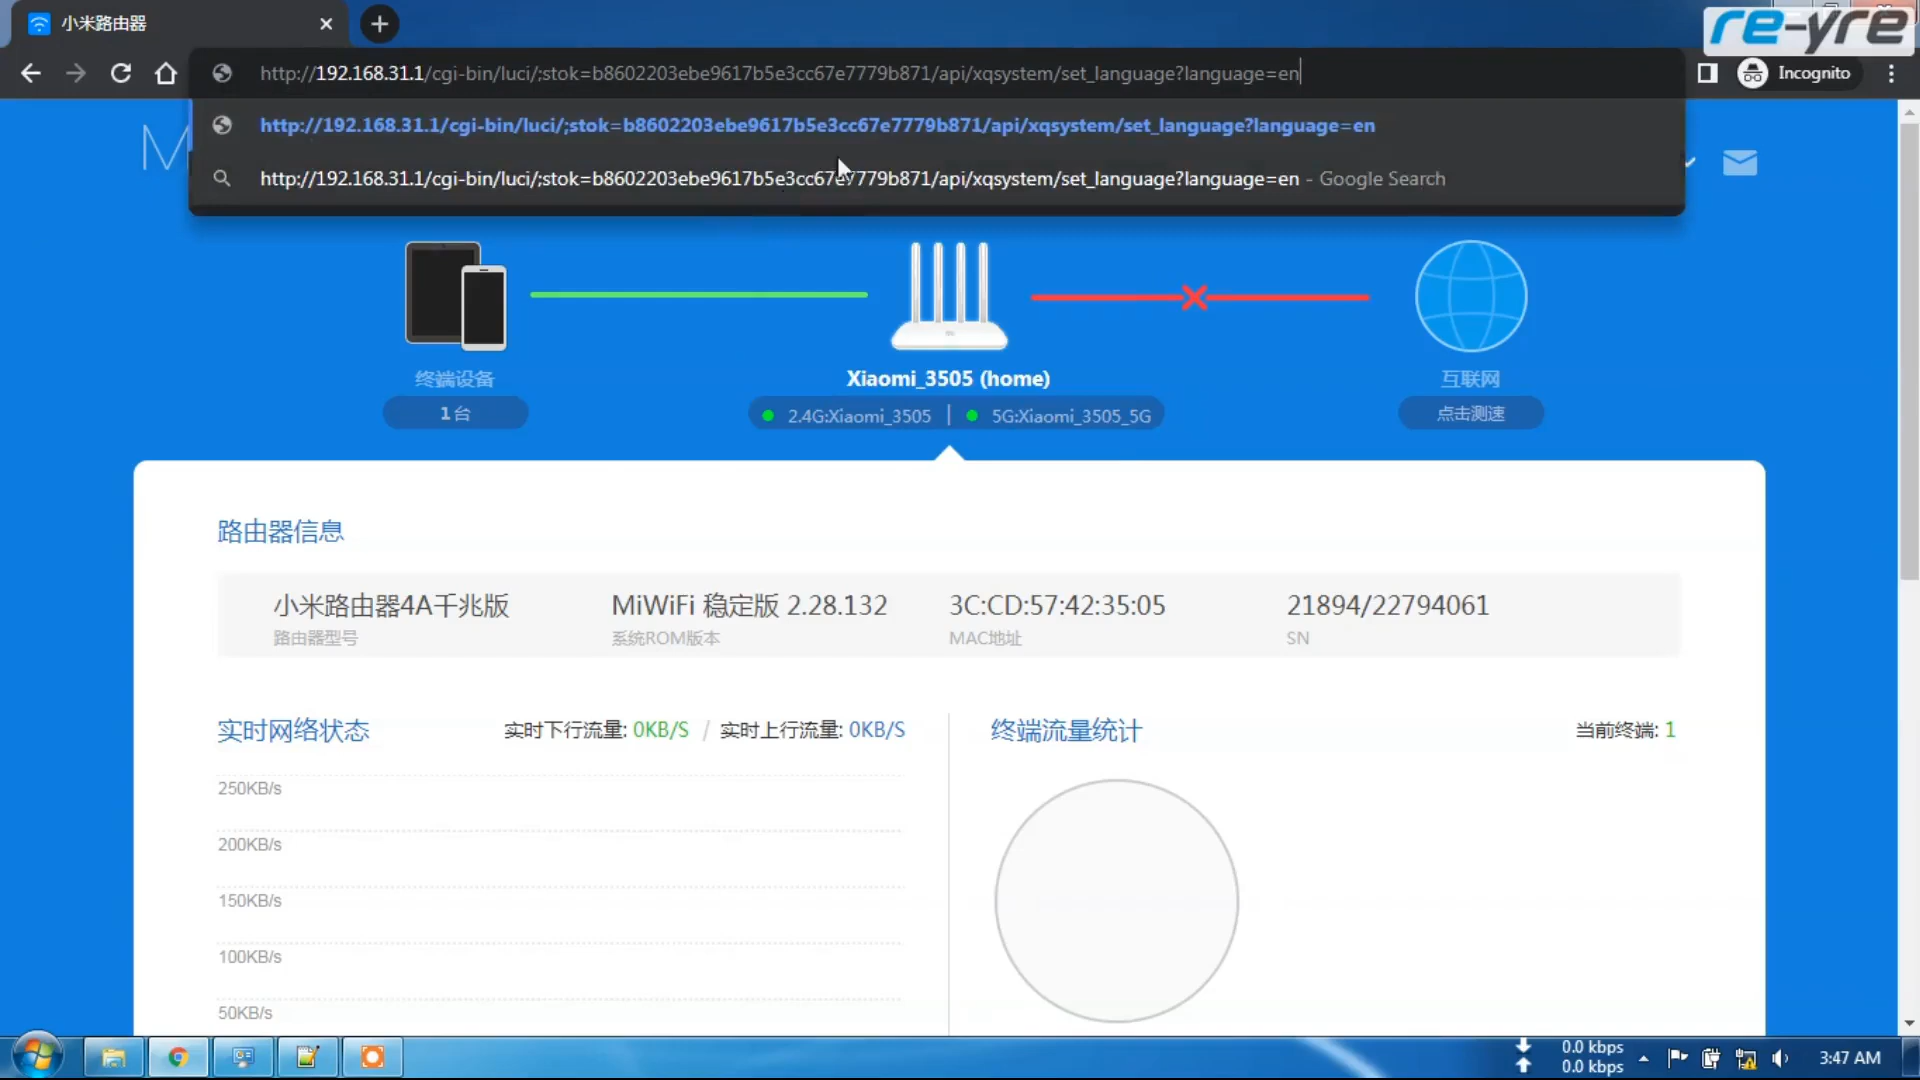 小米路由器
re-yre
http://192.168.31.1/cgi-bin/luci/;stok=b8602203ebe9617b5e3cc67e7779b871/api/xqsystem/set_language?language=en
Incognito
http://192.168.31.1/cgi-bin/luci/;stok=b8602203ebe9617b5e3cc67e7779b871/api/xqsystem/set_language?language=en
http://192.168.31.1/cgi-bin/luci/;stok=b8602203ebe9617b5e3cc67e7779b871/api/xqsystem/set_language?language=en - Google Search
终端设备
Xiaomi_3505 (home)
互联网
1台
2.4G:Xiaomi_3505 | 5G:Xiaomi_3505_5G
点击测速
路由器信息
小米路由器4A千兆版
MiWiFi 稳定版 2.28.132
3C:CD:57:42:35:05
21894/22794061
路由器型号
系统ROM版本
MAC地址
SN
实时网络状态
实时下行流量: 0KB/S / 实时上行流量: 0KB/S
终端流量统计
当前终端: 1
250KB/s
200KB/s
150KB/s
100KB/s
50KB/s
0.0 kbps
0.0 kbps
3:47 AM